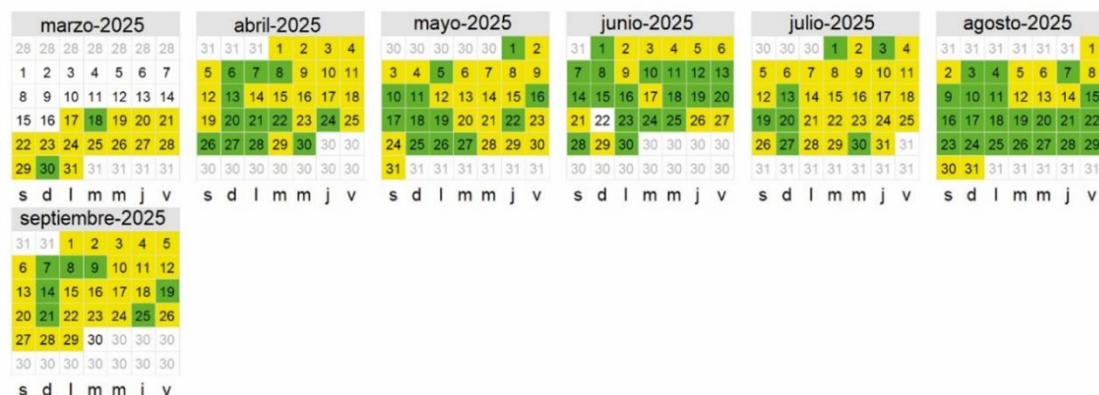 marzo-2025 abril-2025 mayo-2025 junio-2025 julio-2025 agosto-2025
28 28 28 28 28 28 28 31 31 31 1 2 3 4 30 30 30 30 30 1 2 31 1 2 3 4 5 6 30 30 30 1 2 3 4 31 31 31 31 31 31 1
1 2 3 4 5 6 7 5 6 7 8 9 10 11 3 4 5 6 7 8 9 7 8 9 10 11 12 13 5 6 7 8 9 10 11 2 3 4 5 6 7 8
8 9 10 11 12 13 14 12 13 14 15 16 17 18 10 11 12 13 14 15 16 14 15 16 17 18 19 20 12 13 14 15 16 17 18 9 10 11 12 13 14 15
15 16 17 18 19 20 21 19 20 21 22 23 24 25 17 18 19 20 21 22 23 21 22 23 24 25 26 27 19 20 21 22 23 24 25 16 17 18 19 20 21 22
22 23 24 25 26 27 28 26 27 28 29 30 30 30 24 25 26 27 28 29 30 28 29 30 30 30 30 30 26 27 28 29 30 31 31 23 24 25 26 27 28 29
29 30 31 31 31 31 31 30 30 30 30 30 30 30 31 31 31 31 31 31 31 30 30 30 30 30 30 30 31 31 31 31 31 31 31 30 31 31 31 31 31 31
s d l m m j v s d l m m j v s d l m m j v s d l m m j v s d l m m j v s d l m m j v
septiembre-2025
31 31 1 2 3 4 5
6 7 8 9 10 11 12
13 14 15 16 17 18 19
20 21 22 23 24 25 26
27 28 29 30 30 30 30
30 30 30 30 30 30 30
s d l m m j v